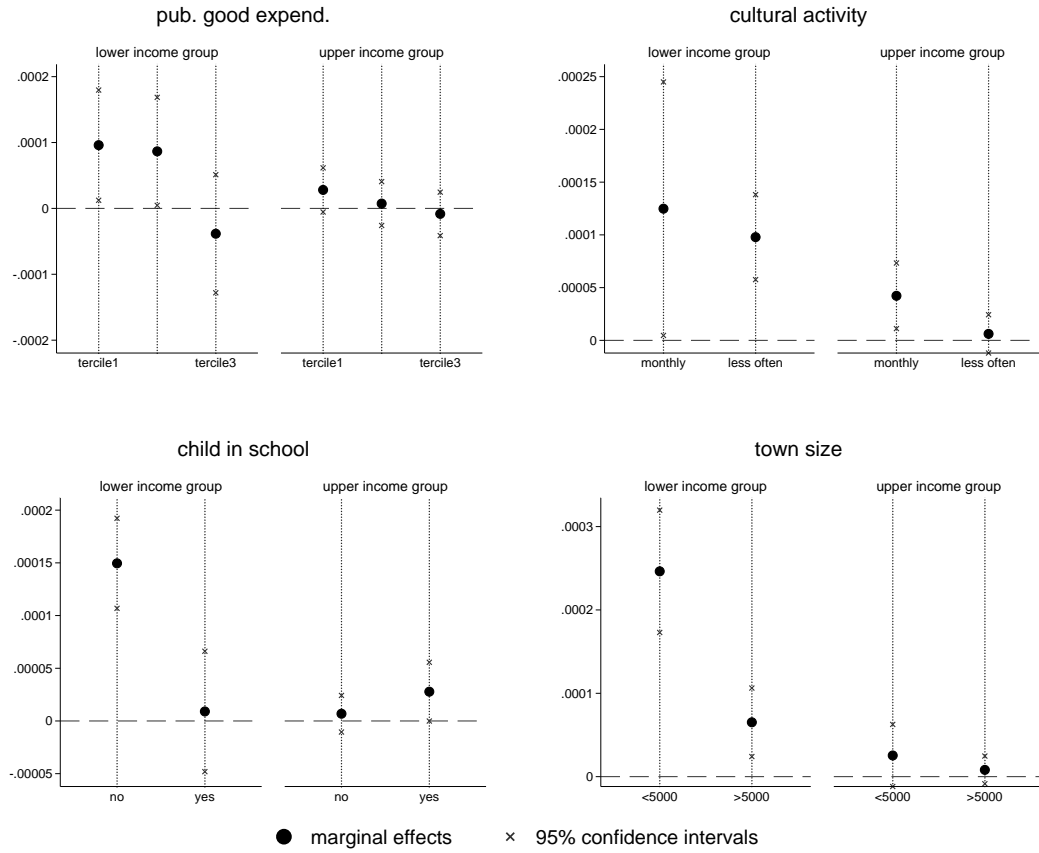 pub. good expend.
lower income group
upper income group
.0002
.0001
0
-.0001
-.0002
tercile1
tercile3
tercile1
tercile3
cultural activity
lower income group
upper income group
.00025
.0002
.00015
.0001
.00005
0
monthly
less often
monthly
less often
child in school
lower income group
upper income group
.0002
.00015
.0001
.00005
0
-.00005
no
yes
no
yes
town size
lower income group
upper income group
.0003
.0002
.0001
0
<5000
>5000
<5000
>5000
marginal effects
95% confidence intervals